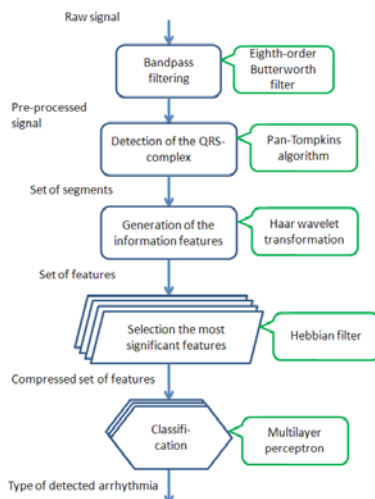 Raw signal
Bandpass
filtering
Eighth-order
Butterworth
filter
Pre-processed
signal
Detection of the QRS-
complex
Pan-Tompkins
algorithm
Set of segments
Generation of the
information features
Haar wavelet
transformation
Set of features
Selection the most
significant features
Hebbian filter
Compressed set of features
Classifi-
cation
Multilayer
perceptron
Type of detected arrhythmia